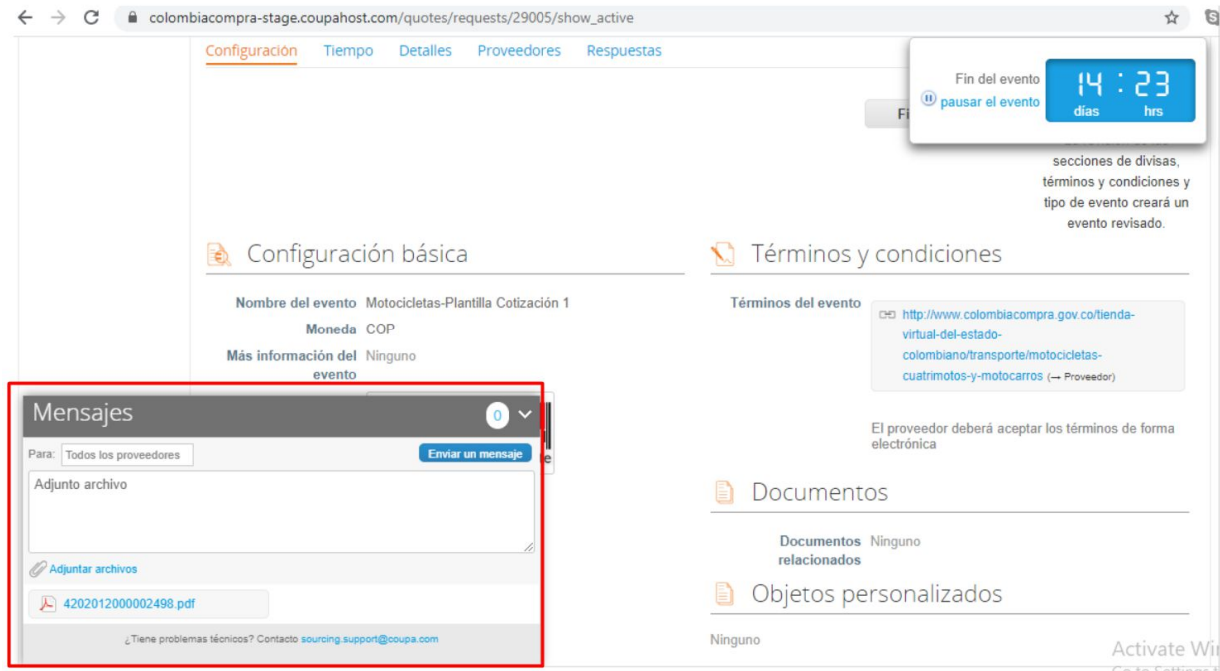 colombiacompra-stage.coupahost.com/quotes/requests/29005/show_active
Configuración Tiempo Detalles Proveedores Respuestas
Fin del evento
pausar el evento
14 : 23
días hrs
Fi
secciones de divisas,
términos y condiciones y
tipo de evento creará un
evento revisado.
Configuración básica
Nombre del evento Motocicletas-Plantilla Cotización 1
Moneda COP
Más información del evento Ninguno
Términos y condiciones
Términos del evento
http://www.colombiacompra.gov.co/tienda-
virtual-del-estado-
colombiano/transporte/motocicletas-
cuatrimotos-y-motocarros (→ Proveedor)
El proveedor deberá aceptar los términos de forma
electrónica
Documentos
Documentos relacionados Ninguno
Objetos personalizados
Ninguno
Mensajes 0
Para: Todos los proveedores Enviar un mensaje
Adjunto archivo
Adjuntar archivos
4202012000002498.pdf
¿Tiene problemas técnicos? Contacto sourcing.support@coupa.com
te
Activate Wi